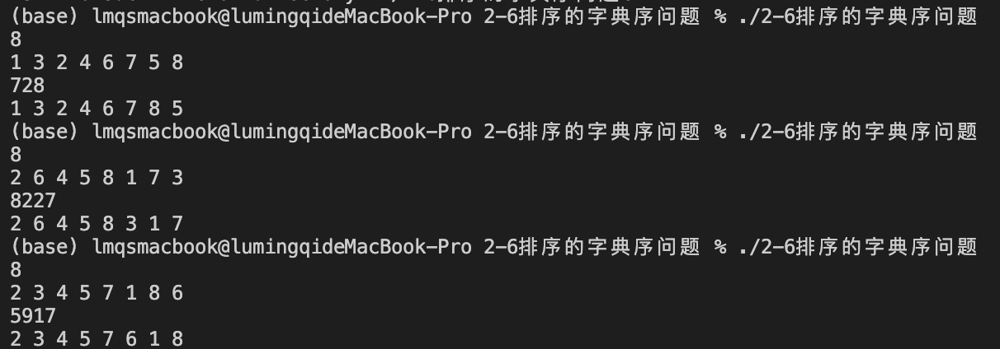 (base) lmqsmacbook@lumingqideMacBook-Pro 2-6排序的字典序问题 % ./2-6排序的字典序问题
8
1 3 2 4 6 7 5 8
728
1 3 2 4 6 7 8 5
(base) lmqsmacbook@lumingqideMacBook-Pro 2-6排序的字典序问题 % ./2-6排序的字典序问题
8
2 6 4 5 8 1 7 3
8227
2 6 4 5 8 3 1 7
(base) lmqsmacbook@lumingqideMacBook-Pro 2-6排序的字典序问题 % ./2-6排序的字典序问题
8
2 3 4 5 7 1 8 6
5917
2 3 4 5 7 6 1 8